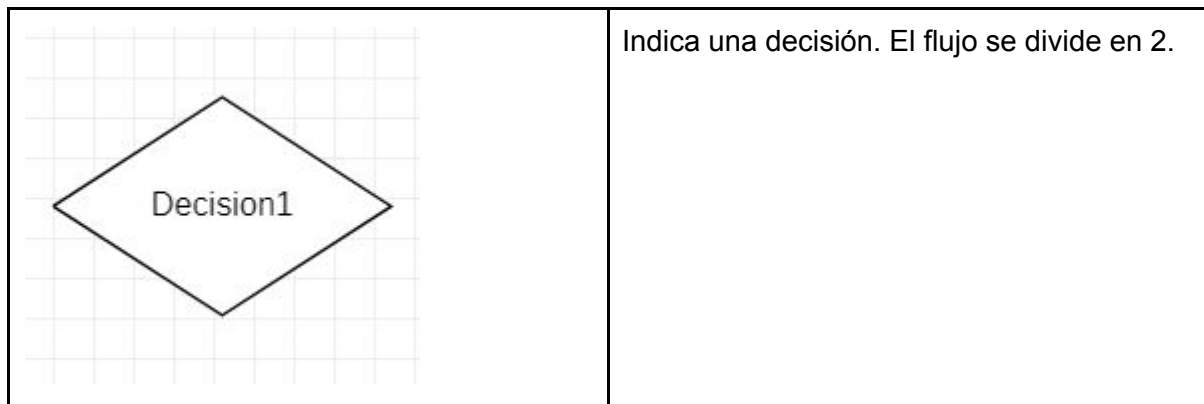 Decision1
Indica una decisión. El flujo se divide en 2.